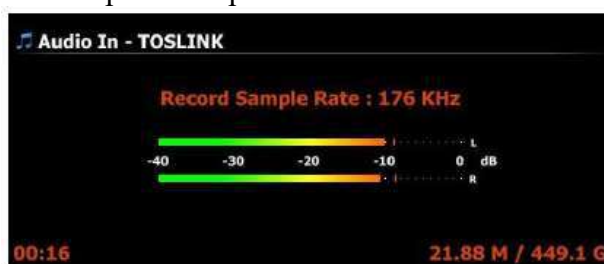 Audio In - TOSLINK
Record Sample Rate : 176 KHz
L
-40 -30 -20 -10 0 dB
R
00:16 21.88 M / 449.1 G